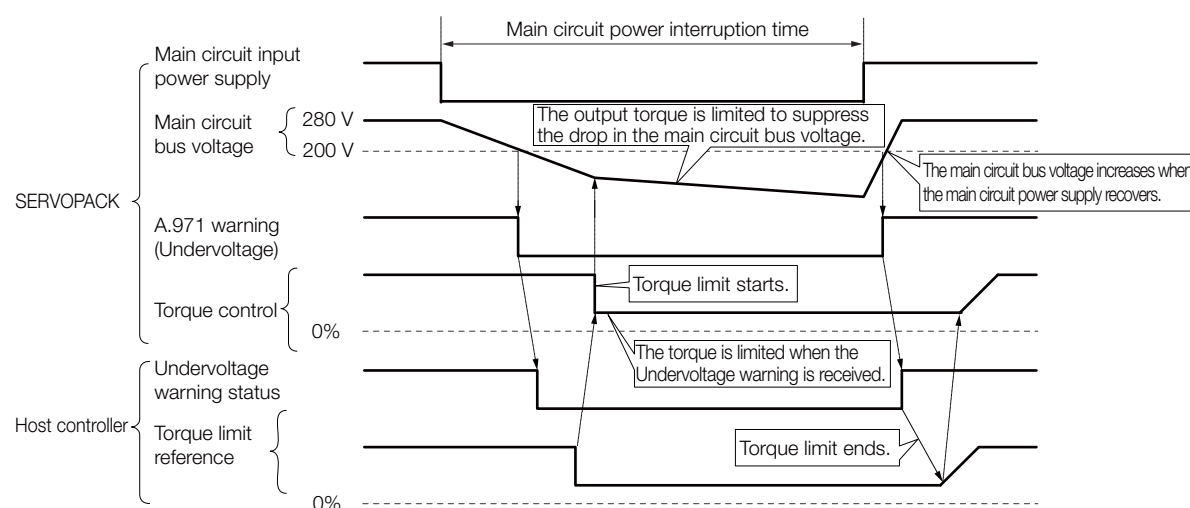 Main circuit power interruption time
Main circuit input
power supply
Main circuit
bus voltage
280 V
200 V
The output torque is limited to suppress
the drop in the main circuit bus voltage.
The main circuit bus voltage increases when
the main circuit power supply recovers.
SERVOPACK
A.971 warning
(Undervoltage)
Torque limit starts.
Torque control
0%
The torque is limited when the
Undervoltage warning is received.
Undervoltage
warning status
Host controller
Torque limit
reference
Torque limit ends.
0%